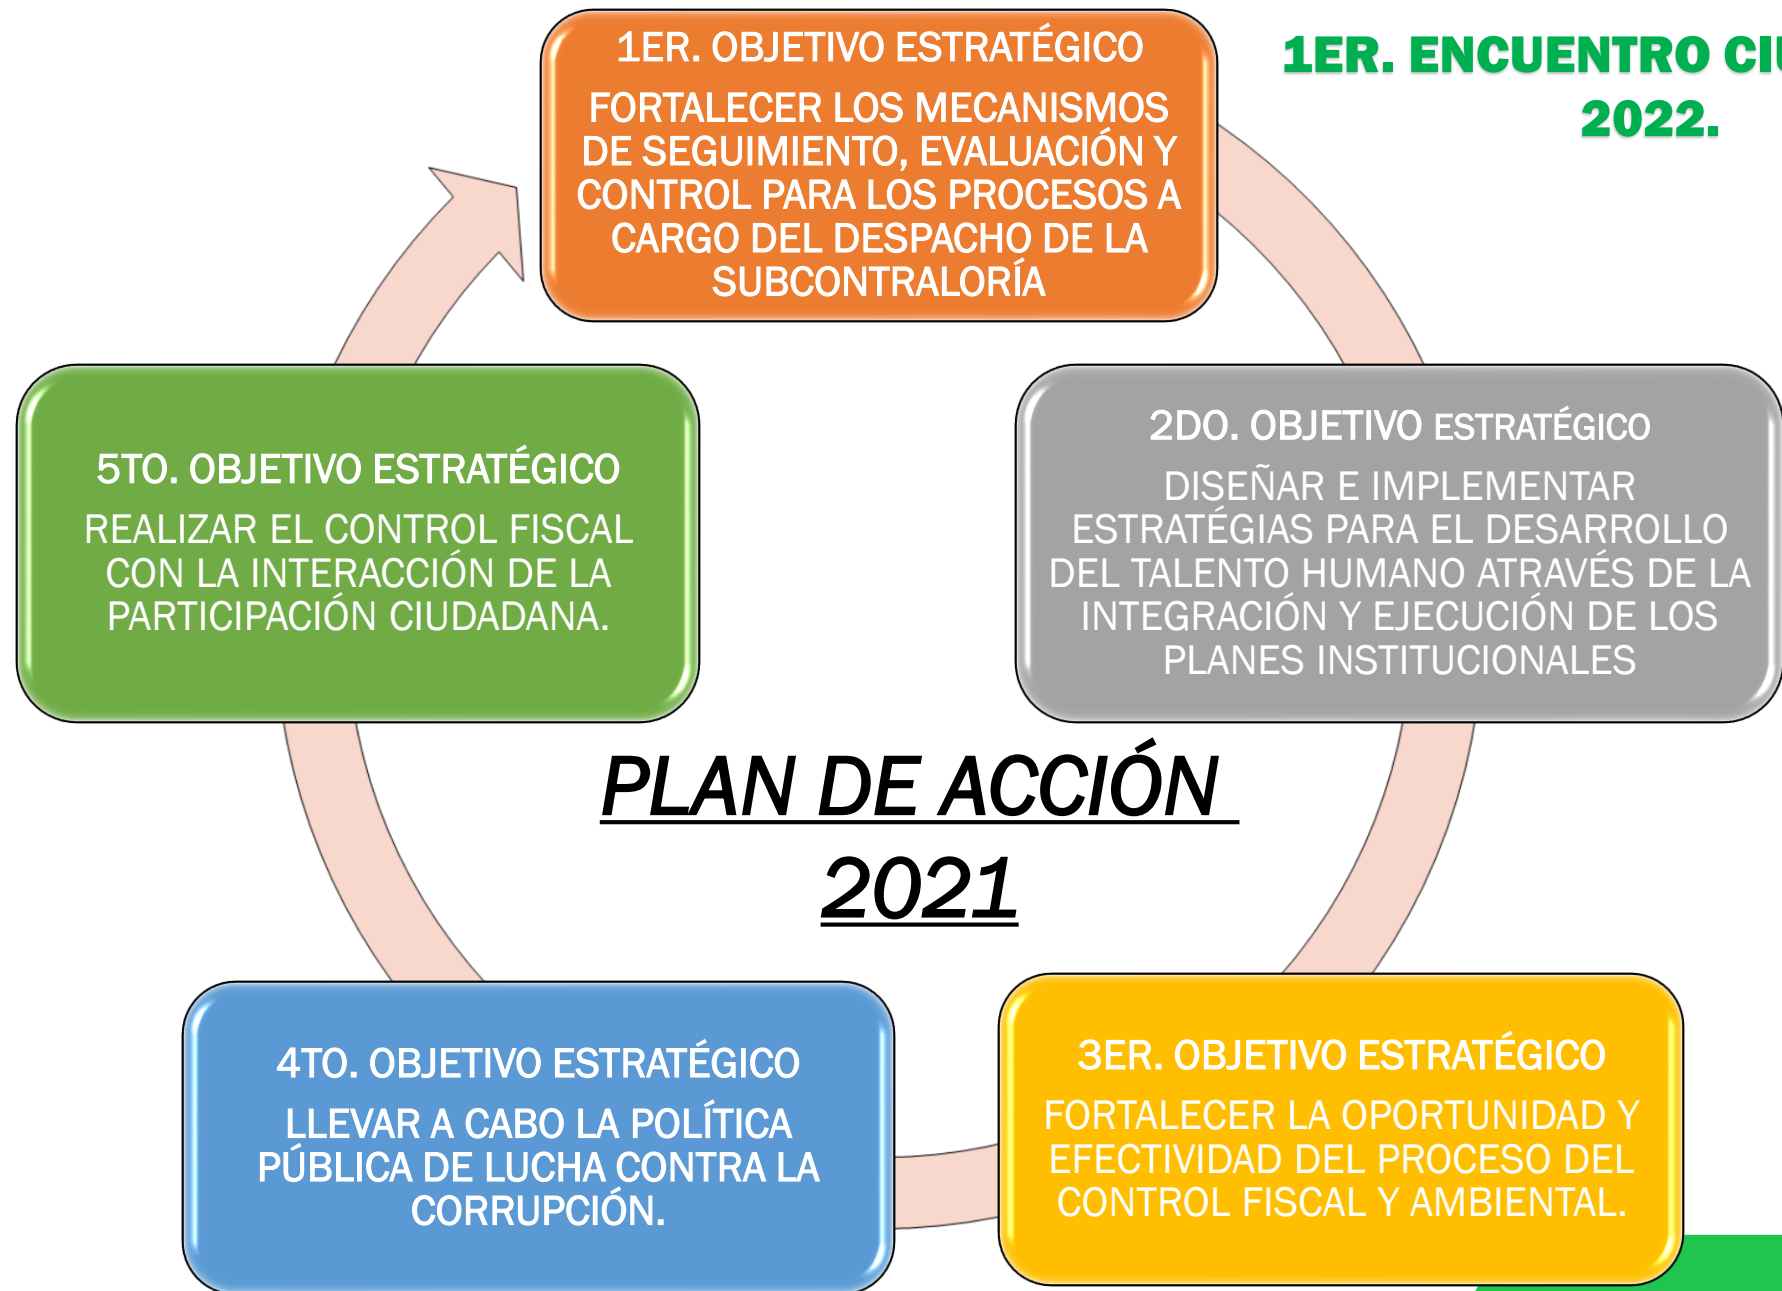 1ER. OBJETIVO ESTRATÉGICO
FORTALECER LOS MECANISMOS
DE SEGUIMIENTO, EVALUACIÓN Y
CONTROL PARA LOS PROCESOS A
CARGO DEL DESPACHO DE LA
SUBCONTRALORÍA
1ER. ENCUENTRO
2022.
2DO. OBJETIVO ESTRATÉGICO
DISEÑAR E IMPLEMENTAR
ESTRATÉGIAS PARA EL DESARROLLO
DEL TALENTO HUMANO ATRAVÉS DE LA
INTEGRACIÓN Y EJECUCIÓN DE LOS
PLANES INSTITUCIONALES
3ER. OBJETIVO ESTRATÉGICO
FORTALECER LA OPORTUNIDAD Y
EFECTIVIDAD DEL PROCESO DEL
CONTROL FISCAL Y AMBIENTAL.
4TO. OBJETIVO ESTRATÉGICO
LLEVAR A CABO LA POLÍTICA
PÚBLICA DE LUCHA CONTRA LA
CORRUPCIÓN.
5TO. OBJETIVO ESTRATÉGICO
REALIZAR EL CONTROL FISCAL
CON LA INTERACCIÓN DE LA
PARTICIPACIÓN CIUDADANA.
PLAN DE ACCIÓN
2021